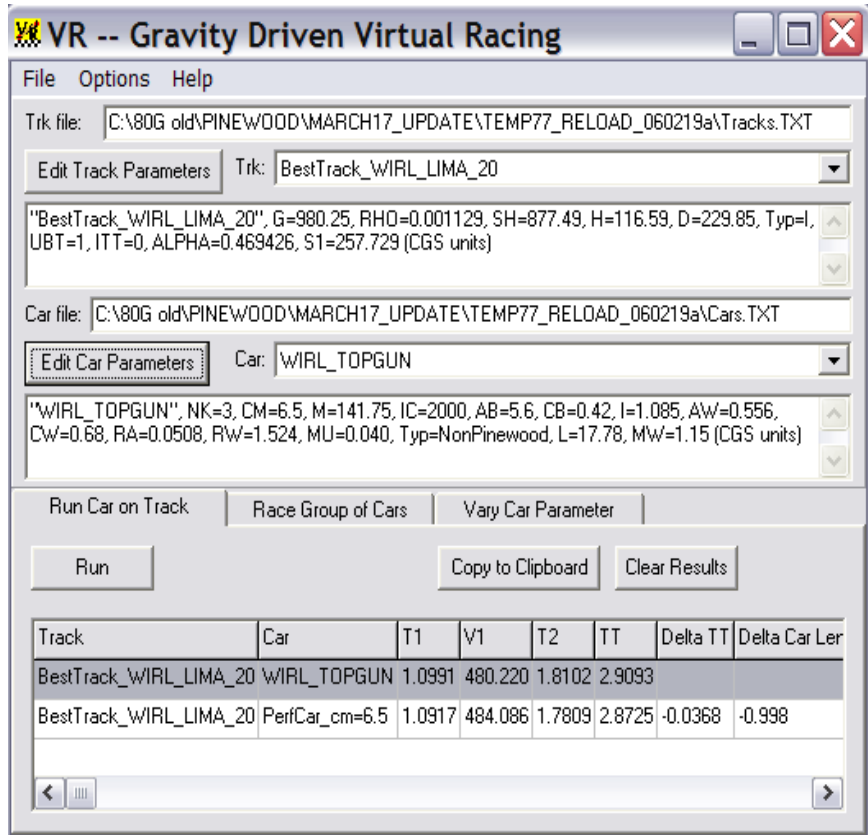 VR -- Gravity Driven Virtual Racing
File Options Help
Trk file: C:\80G old\PINEWOOD\MARCH17_UPDATE\TEMP77_RELOAD_060219a\Tracks.TXT
Edit Track Parameters Trk: BestTrack_WIRL_LIMA_20
"BestTrack_WIRL_LIMA_20", G=980.25, RHO=0.001129, SH=877.49, H=116.59, D=229.85, Typ=I,
UBT=1, ITT=0, ALPHA=0.469426, S1=257.729 (CGS units)
Car file: C:\80G old\PINEWOOD\MARCH17_UPDATE\TEMP77_RELOAD_060219a\Cars.TXT
Edit Car Parameters Car: WIRL_TOPGUN
"WIRL_TOPGUN", NK=3, CM=6.5, M=141.75, IC=2000, AB=5.6, CB=0.42, I=1.085, AW=0.556,
CW=0.68, RA=0.0508, RW=1.524, MU=0.040, Typ=NonPinewood, L=17.78, MW=1.15 (CGS units)
Run Car on Track Race Group of Cars Vary Car Parameter
Run Copy to Clipboard Clear Results
Track Car T1 V1 T2 TT Delta TT Delta Car Ler
BestTrack_WIRL_LIMA_20 WIRL_TOPGUN 1.0991 480.220 1.8102 2.9093
BestTrack_WIRL_LIMA_20 PerfCar_cm=6.5 1.0917 484.086 1.7809 2.8725 -0.0368 -0.998